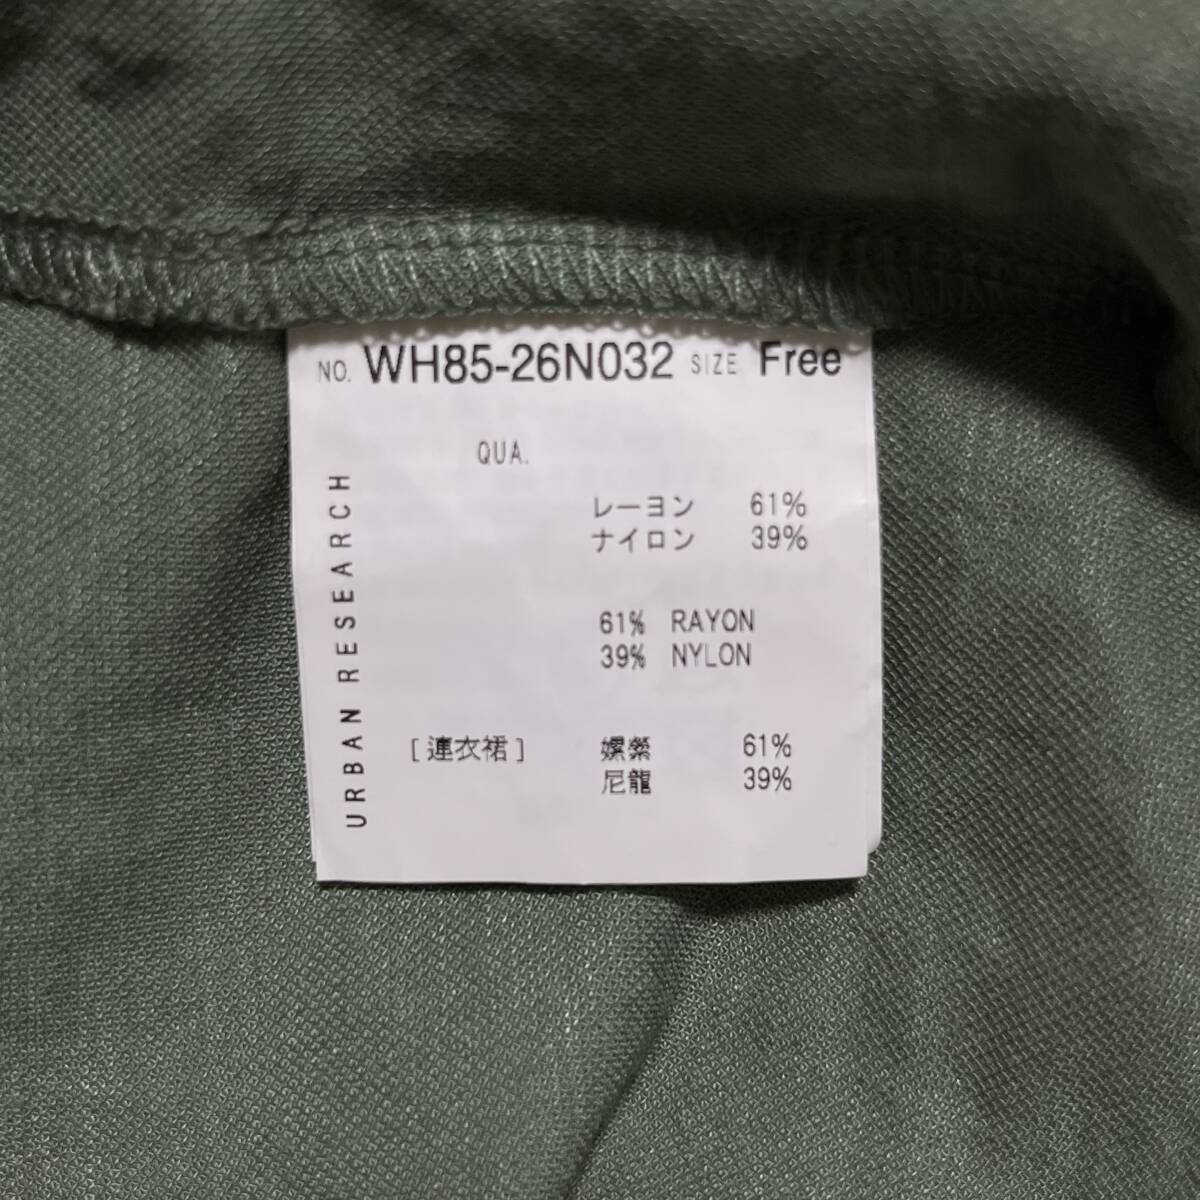 NO. WH85-26N032 SIZE Free
QUA.
レーヨン 61%
ナイロン 39%
61% RAYON
39% NYLON
[連衣裙] 嫘縈 61%
尼龍 39%
URBAN RESEARCH